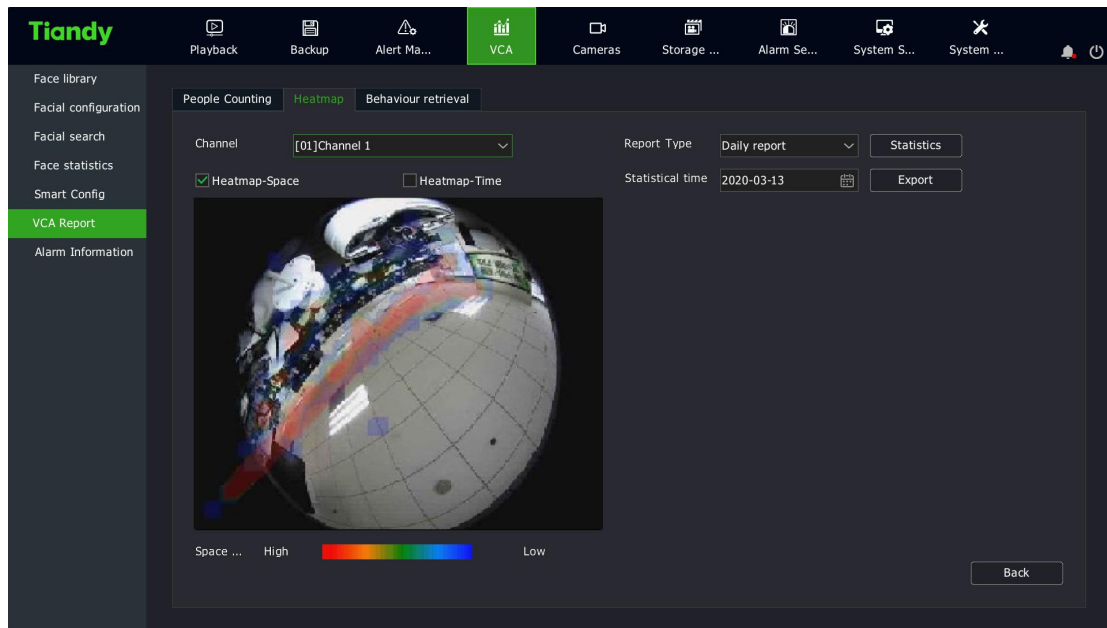 Tiandy
Playback
Backup
Alert Ma...
VCA
Cameras
Storage ...
Alarm Se...
System S...
System ...
Face library
Facial configuration
Facial search
Face statistics
Smart Config
VCA Report
Alarm Information
People Counting
Heatmap
Behaviour retrieval
Channel
[01]Channel 1
Report Type
Daily report
Statistics
Heatmap-Space
Heatmap-Time
Statistical time
2020-03-13
Export
Space ...
High
Low
Back